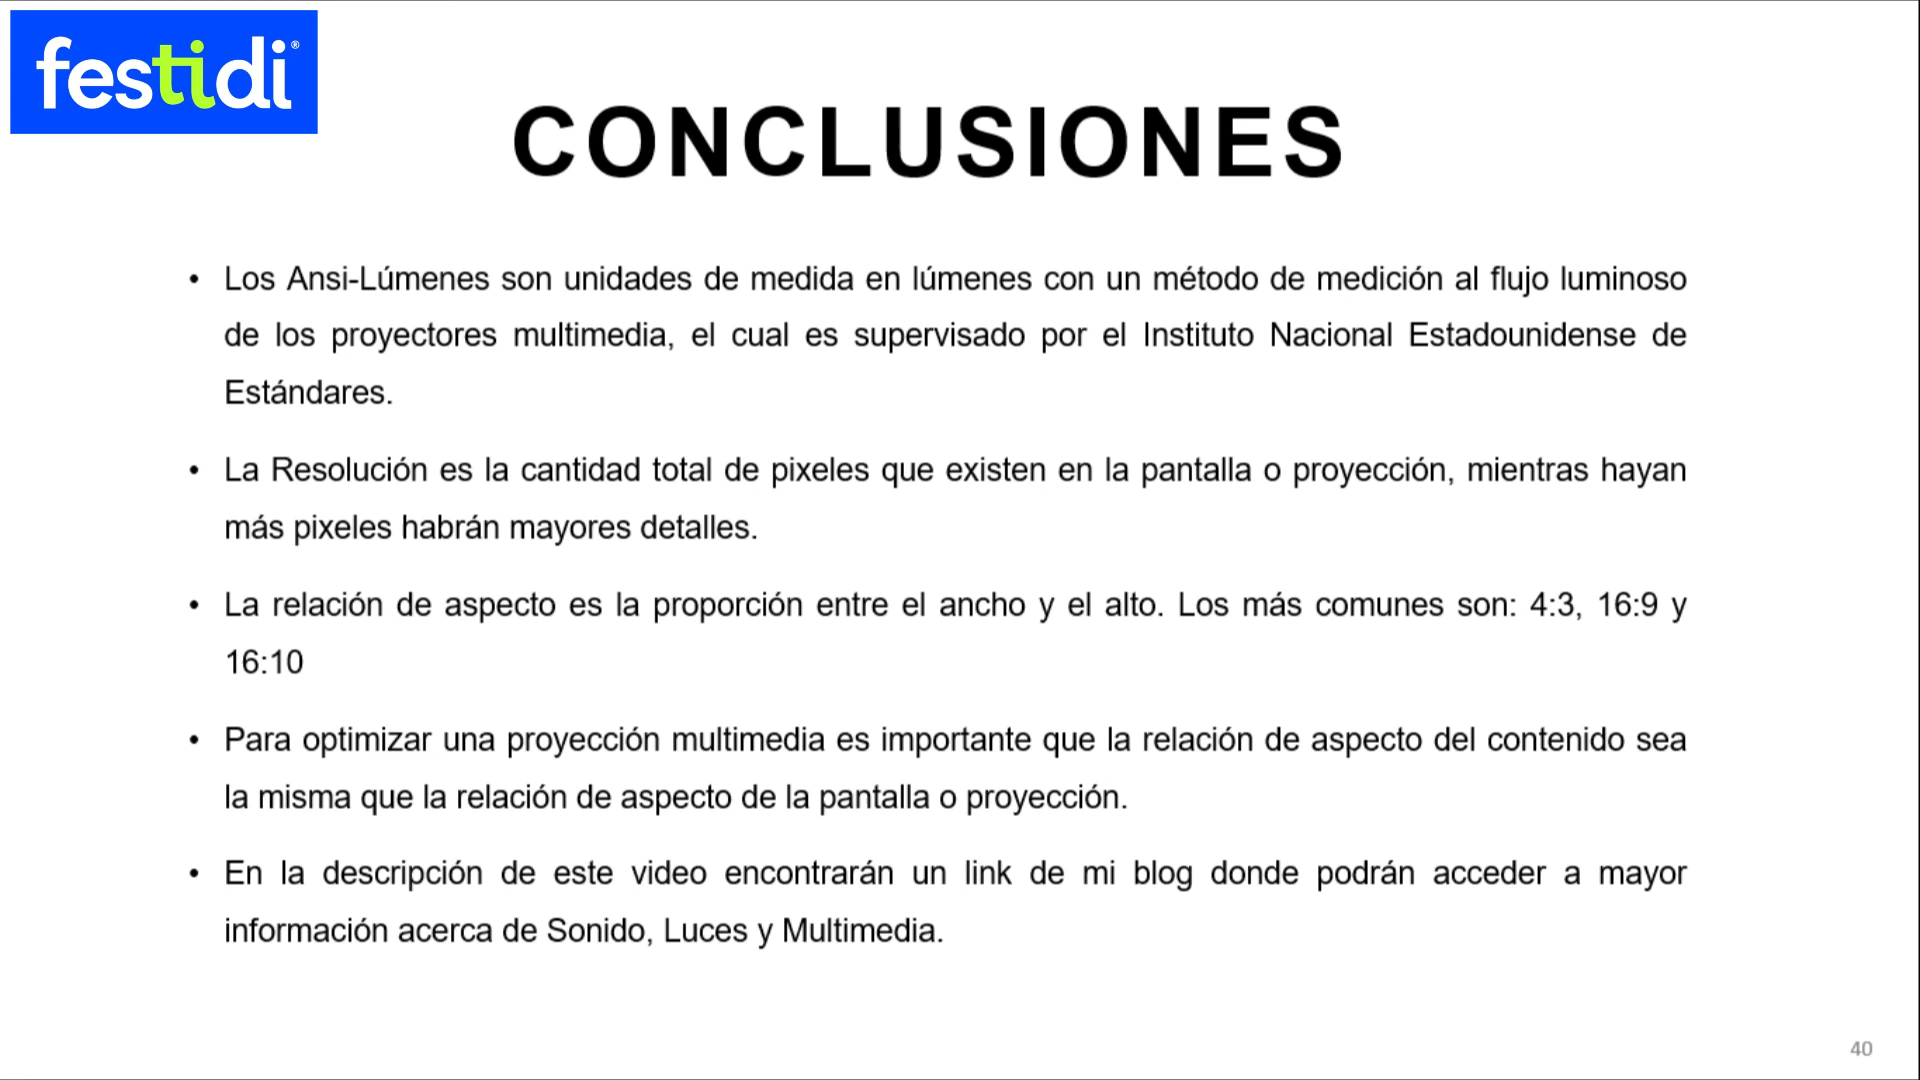 festidi®
CONCLUSIONES
• Los Ansi-Lúmenes son unidades de medida en lúmenes con un método de medición al flujo luminoso
de los proyectores multimedia, el cual es supervisado por el Instituto Nacional Estadounidense de
Estándares.
• La Resolución es la cantidad total de pixeles que existen en la pantalla o proyección, mientras hayan
más pixeles habrán mayores detalles.
• La relación de aspecto es la proporción entre el ancho y el alto. Los más comunes son: 4:3, 16:9 y
16:10
• Para optimizar una proyección multimedia es importante que la relación de aspecto del contenido sea
la misma que la relación de aspecto de la pantalla o proyección.
• En la descripción de este video encontrarán un link de mi blog donde podrán acceder a mayor
información acerca de Sonido, Luces y Multimedia.
40